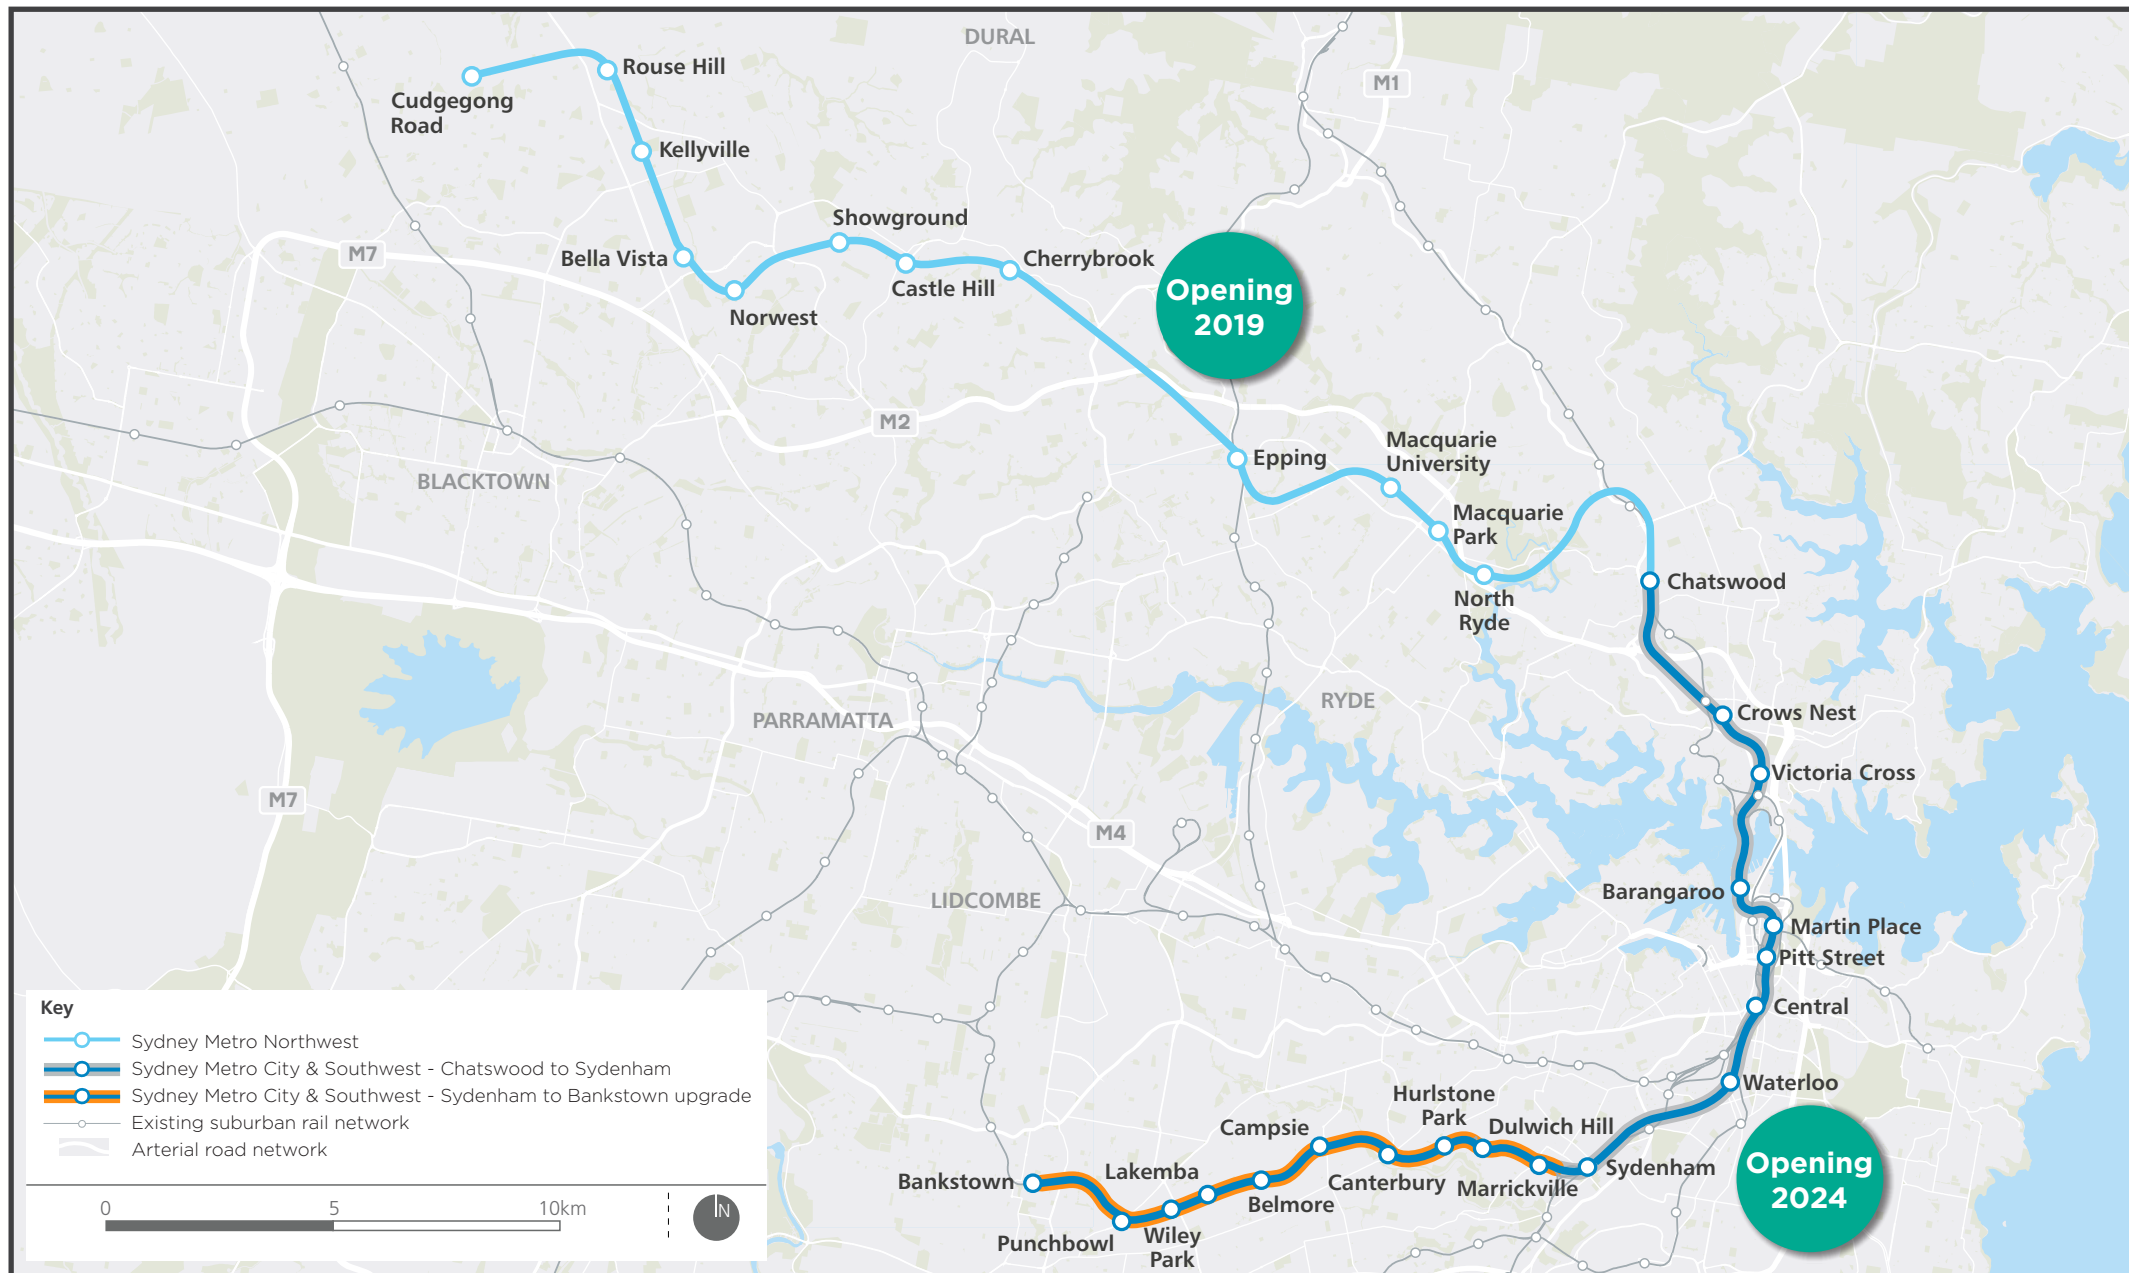 DURAL
M1
Rouse Hill
Cudgegong
Road
Kellyville
Showground
Bella Vista
M7
Castle Hill
Cherrybrook
Norwest
Opening
2019
M2
Macquarie
University
Epping
BLACKTOWN
Macquarie
Park
Chatswood
North
Ryde
RYDE
Crows Nest
PARRAMATTA
Victoria Cross
M7
M4
Barangaroo
LIDCOMBE
Martin Place
Pitt Street
Central
Waterloo
Hurlstone
Park
Campsie
Dulwich Hill
Lakemba
Bankstown
Canterbury
Marrickville
Sydenham
Belmore
Punchbowl
Wiley
Park
Opening
2024
Key
Sydney Metro Northwest
Sydney Metro City & Southwest - Chatswood to Sydenham
Sydney Metro City & Southwest - Sydenham to Bankstown upgrade
Existing suburban rail network
Arterial road network
0 5 10km
N